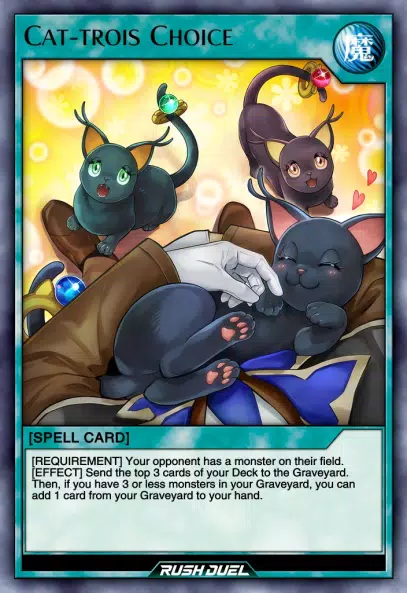 Cat-trois Choice
魔
[SPELL CARD]
[REQUIREMENT] Your opponent has a monster on their field.
[EFFECT] Send the top 3 cards of your Deck to the Graveyard.
Then, if you have 3 or less monsters in your Graveyard, you can
add 1 card from your Graveyard to your hand.
RUSH DUEL